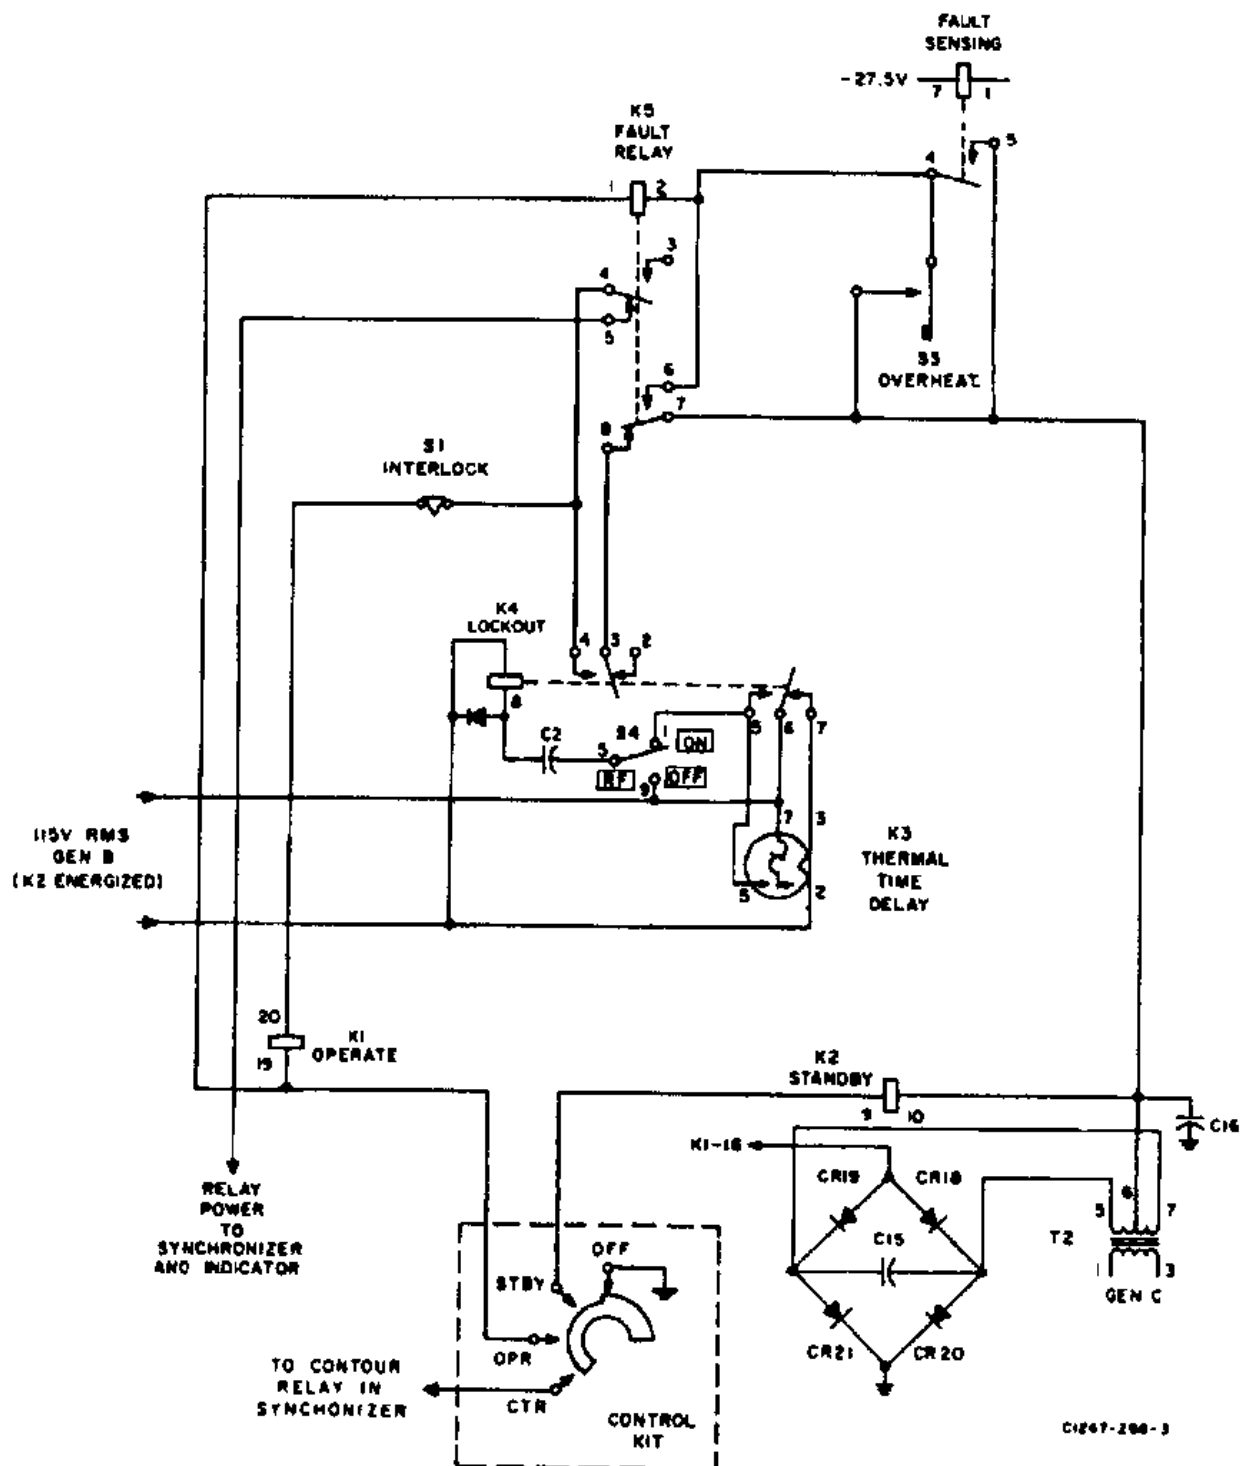 FAULT
SENSING
-27.5V
7
1
K5
FAULT
RELAY
1
2
4
5
3
4
5
S3
OVERHEAT
6
7
8
S1
INTERLOCK
K4
LOCKOUT
4
3
2
8
C2
S4
1
ON
5
RF
OFF
9
5
6
7
7
3
5
2
K3
THERMAL
TIME
DELAY
115V RMS
GEN B
(K2 ENERGIZED)
20
19
K1
OPERATE
K2
STANDBY
9
10
C16
K1-16
CR19
CR18
5
6
7
T2
C15
1
3
GEN C
CR21
CR20
RELAY
POWER
TO
SYNCHRONIZER
AND INDICATOR
OFF
STBY
OPR
CTR
TO CONTOUR
RELAY IN
SYNCHONIZER
CONTROL
KIT
C1247-298-3